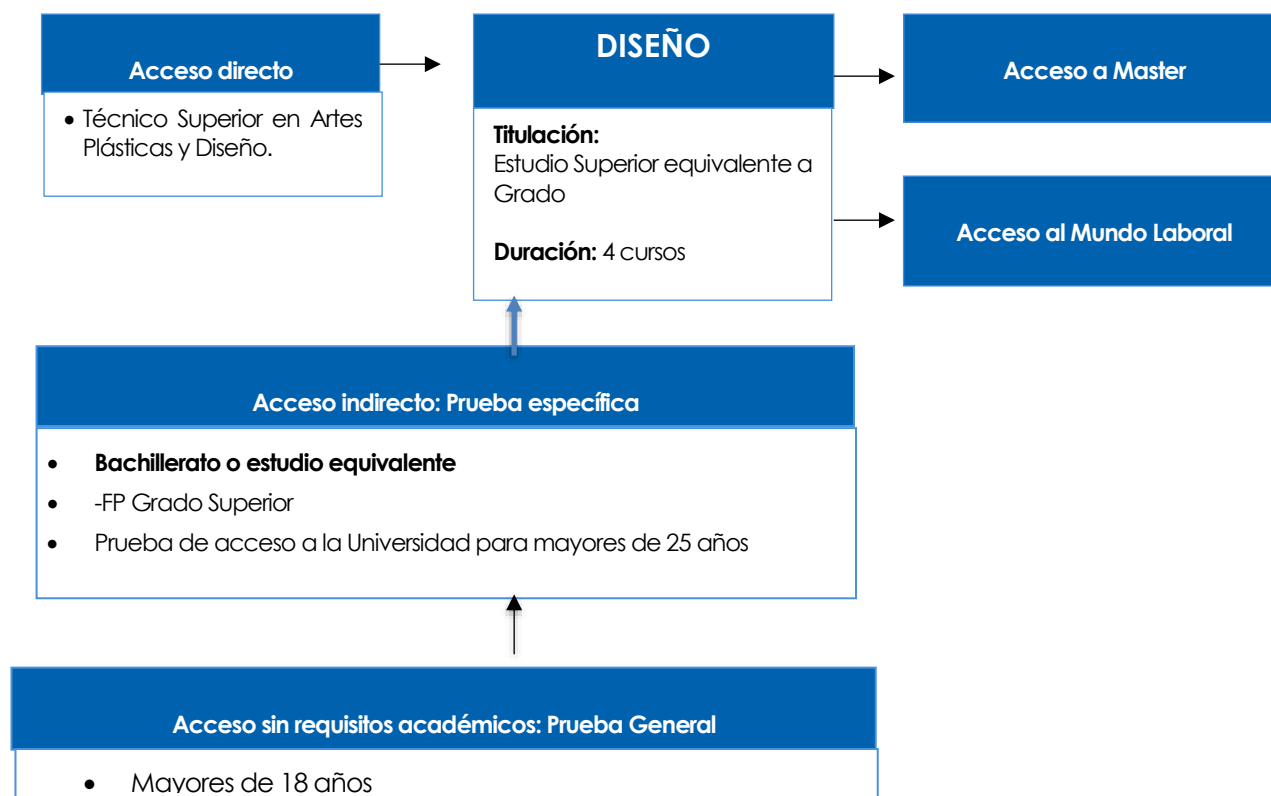 Acceso directo
• Técnico Superior en Artes
Plásticas y Diseño.
DISEÑO
Titulación:
Estudio Superior equivalente a
Grado
Duración: 4 cursos
Acceso a Master
Acceso al Mundo Laboral
Acceso indirecto: Prueba específica
• Bachillerato o estudio equivalente
• -FP Grado Superior
• Prueba de acceso a la Universidad para mayores de 25 años
Acceso sin requisitos académicos: Prueba General
• Mayores de 18 años